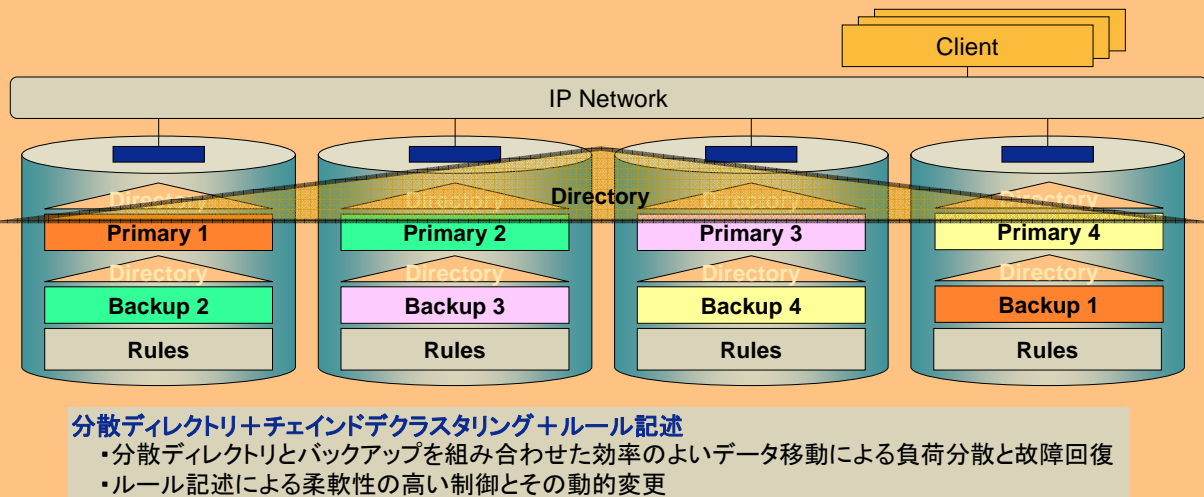 Client
IP Network
Directory Directory Directory Directory
Directory
Primary 1 Primary 2 Primary 3 Primary 4
Directory Directory Directory Directory
Backup 2 Backup 3 Backup 4 Backup 1
Rules Rules Rules Rules
分散ディレクトリ＋チェインドデクラスタリング＋ルール記述
・分散ディレクトリとバックアップを組み合わせた効率のよいデータ移動による負荷分散と故障回復
・ルール記述による柔軟性の高い制御とその動的変更